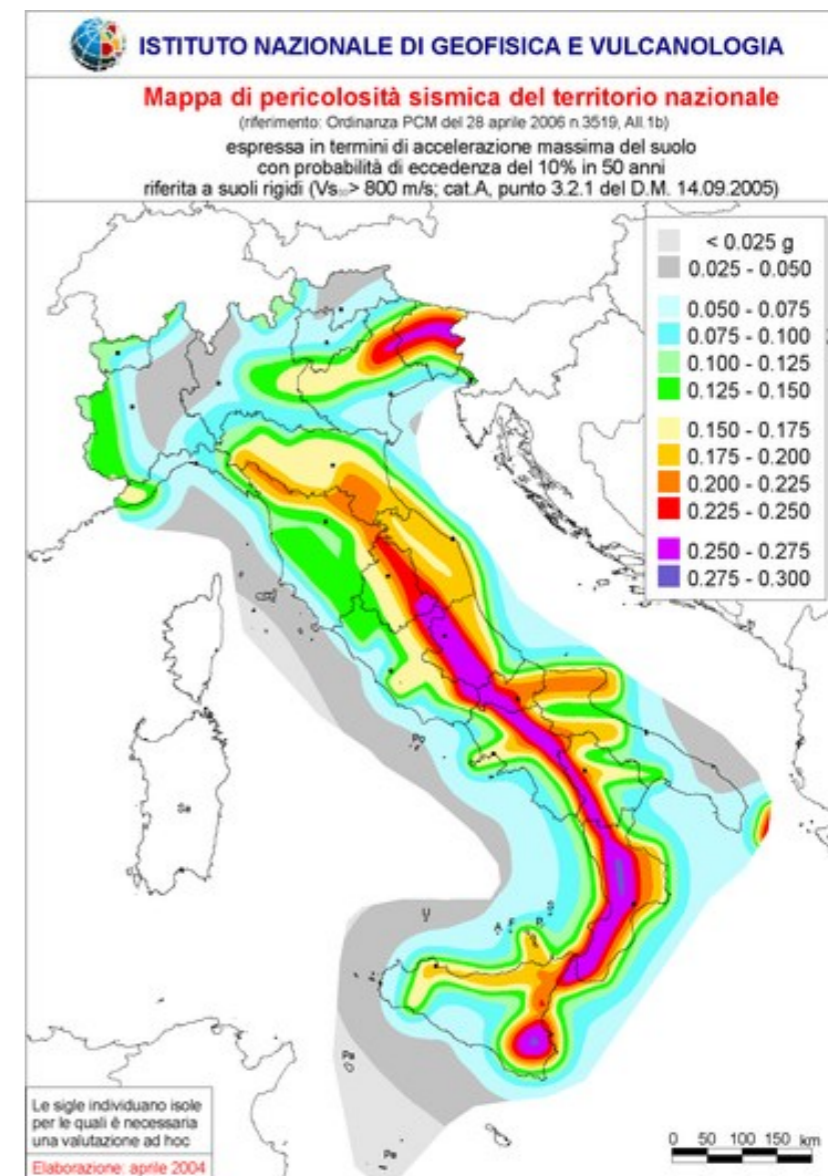 ISTITUTO NAZIONALE DI GEOFISICA E VULCANOLOGIA
Mappa di pericolosità sismica del territorio nazionale
(riferimento: Ordinanza PCM del 28 aprile 2006 n.3519, All.1b)
espressa in termini di accelerazione massima del suolo
con probabilità di eccedenza del 10% in 50 anni
riferita a suoli rigidi (Vs₃₀> 800 m/s; cat.A, punto 3.2.1 del D.M. 14.09.2005)
< 0.025 g
0.025 - 0.050
0.050 - 0.075
0.075 - 0.100
0.100 - 0.125
0.125 - 0.150
0.150 - 0.175
0.175 - 0.200
0.200 - 0.225
0.225 - 0.250
0.250 - 0.275
0.275 - 0.300
Po
Sa
U
A F P S
Pa
Pe
Le sigle individuano isole
per le quali è necessaria
una valutazione ad hoc
Elaborazione: aprile 2004
0 50 100 150 km